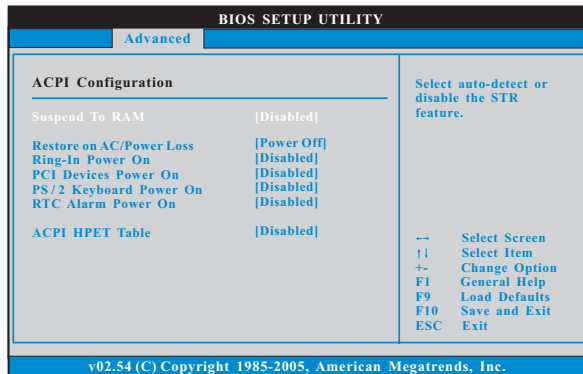 BIOS SETUP UTILITY
Advanced
ACPI Configuration
Suspend To RAM [Disabled]
Restore on AC/Power Loss [Power Off]
Ring-In Power On [Disabled]
PCI Devices Power On [Disabled]
PS/2 Keyboard Power On [Disabled]
RTC Alarm Power On [Disabled]
ACPI HPET Table [Disabled]
Select auto-detect or
disable the STR
feature.
←→ Select Screen
↑↓ Select Item
+- Change Option
F1 General Help
F9 Load Defaults
F10 Save and Exit
ESC Exit
v02.54 (C) Copyright 1985-2005, American Megatrends, Inc.